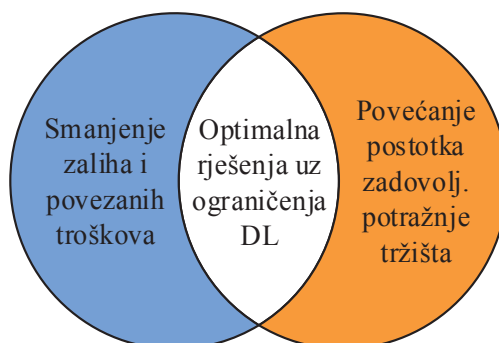 Smanjenje
zaliha i
povezanih
troškova
Optimalna
rješenja uz
ograničenja
DL
Povećanje
postotka
zadovolj.
potražnje
tržišta